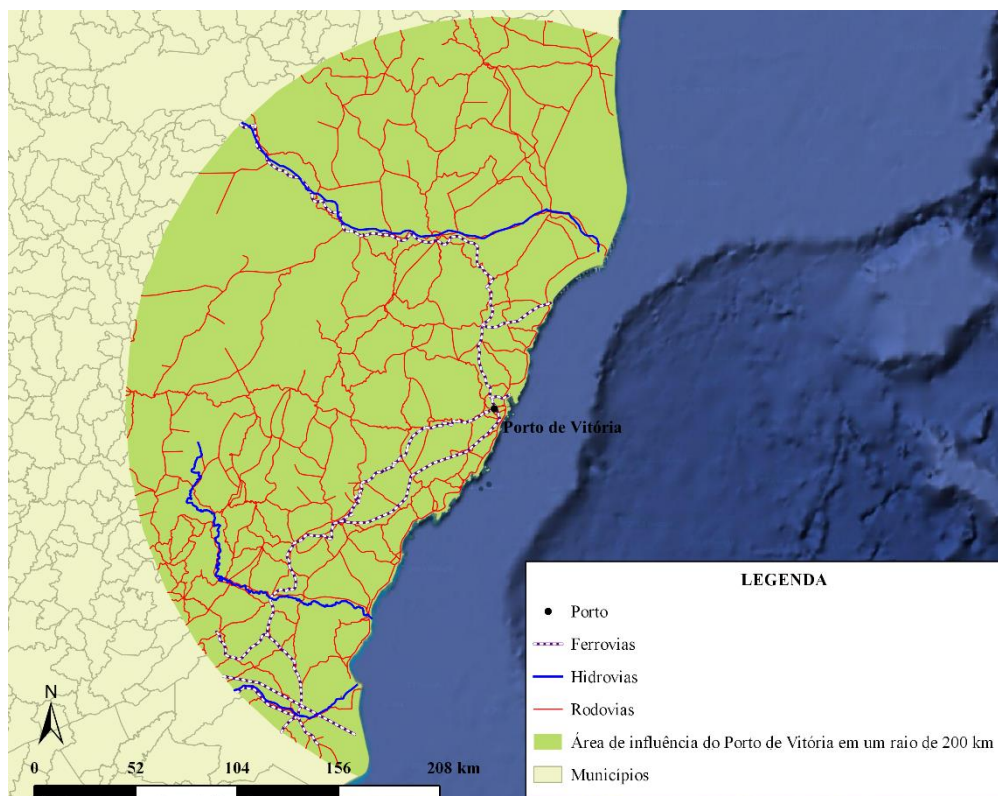 Porto de Vitória
LEGENDA
Porto
Ferrovias
Hidrovias
Rodovias
Área de influência do Porto de Vitória em um raio de 200 km
Municípios
N
0 52 104 156 208 km